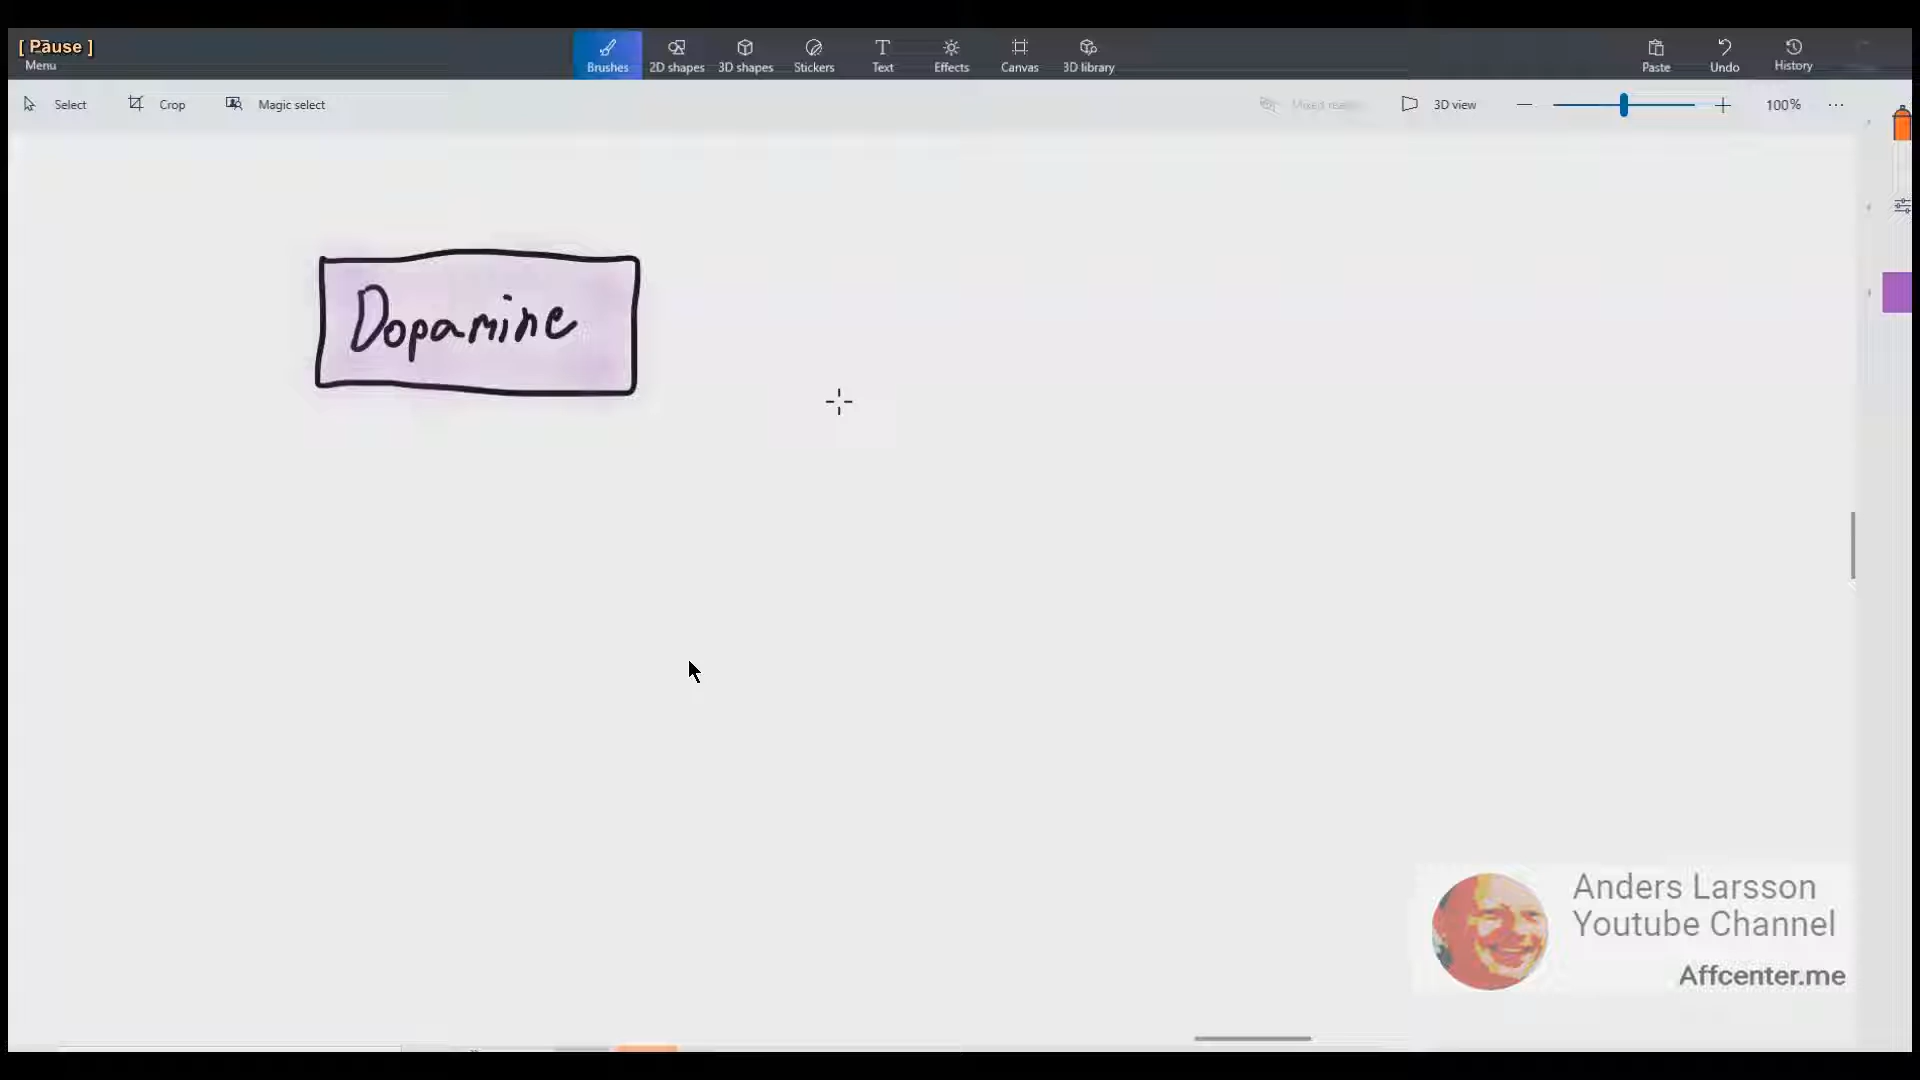 [ Pause ]
Menu
Brushes
2D shapes
3D shapes
Stickers
Text
Effects
Canvas
3D library
Paste
Undo
History
Select
Crop
Magic select
3D view
100%
Dopamine
Anders Larsson
Youtube Channel
Affcenter.me